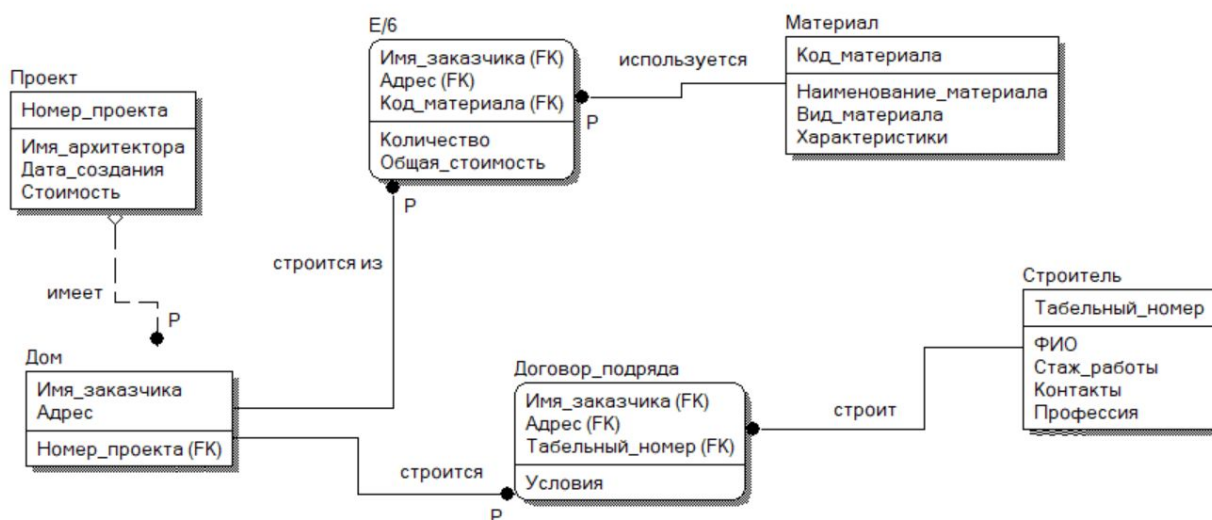 E/6
Имя_заказчика (FK)
Адрес (FK)
Код_материала (FK)
Количество
Общая_стоимость
P
P
используется
Материал
Код_материала
Наименование_материала
Вид_материала
Характеристики
Проект
Номер_проекта
Имя_архитектора
Дата_создания
Стоимость
имеет
P
строится из
Дом
Имя_заказчика
Адрес
Номер_проекта (FK)
строится
P
Договор_подряда
Имя_заказчика (FK)
Адрес (FK)
Табельный_номер (FK)
Условия
строит
Строитель
Табельный_номер
ФИО
Стаж_работы
Контакты
Профессия